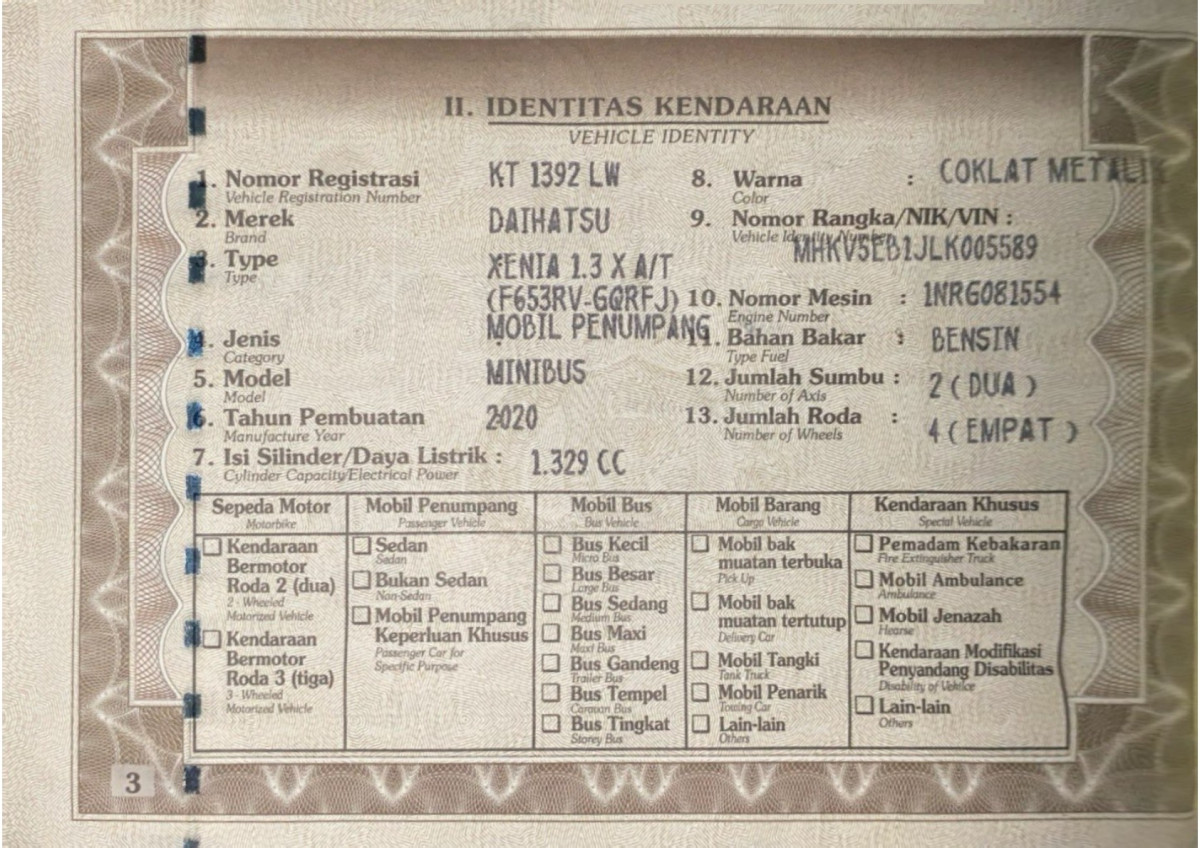 II. IDENTITAS KENDARAAN
VEHICLE IDENTITY
1. Nomor Registrasi KT 1392 LW
Vehicle Registration Number
2. Merek DAIHATSU
Brand
3. Type XENIA 1.3 X A/T
Type
(F653RV-GQRFJ)
4. Jenis MOBIL PENUMPANG
Category
5. Model MINIBUS
Model
6. Tahun Pembuatan 2020
Manufacture Year
7. Isi Silinder/Daya Listrik : 1.329 CC
Cylinder Capacity/Electrical Power
8. Warna : COKLAT METALIK
Color
9. Nomor Rangka/NIK/VIN :
Vehicle Identity Number
MHKV5EB1JLK005589
10. Nomor Mesin : 1NRG081554
Engine Number
11. Bahan Bakar : BENSIN
Type Fuel
12. Jumlah Sumbu : 2 ( DUA )
Number of Axis
13. Jumlah Roda : 4 ( EMPAT )
Number of Wheels
Sepeda Motor
Motorbike
Kendaraan
Bermotor
Roda 2 (dua)
2 - Wheeled
Motorized Vehicle
Kendaraan
Bermotor
Roda 3 (tiga)
3 - Wheeled
Motorized Vehicle
Mobil Penumpang
Passenger Vehicle
Sedan
Sedan
Bukan Sedan
Non-Sedan
Mobil Penumpang
Keperluan Khusus
Passenger Car for
Specific Purpose
Mobil Bus
Bus Vehicle
Bus Kecil
Micro Bus
Bus Besar
Large Bus
Bus Sedang
Medium Bus
Bus Maxi
Maxi Bus
Bus Gandeng
Trailer Bus
Bus Tempel
Caravan Bus
Bus Tingkat
Storey Bus
Mobil Barang
Cargo Vehicle
Mobil bak
muatan terbuka
Pick Up
Mobil bak
muatan tertutup
Delivery Car
Mobil Tangki
Tank Truck
Mobil Penarik
Towing Car
Lain-lain
Others
Kendaraan Khusus
Special Vehicle
Pemadam Kebakaran
Fire Extinguisher Truck
Mobil Ambulance
Ambulance
Mobil Jenazah
Hearse
Kendaraan Modifikasi
Penyandang Disabilitas
Disability of Vehilce
Lain-lain
Others
3